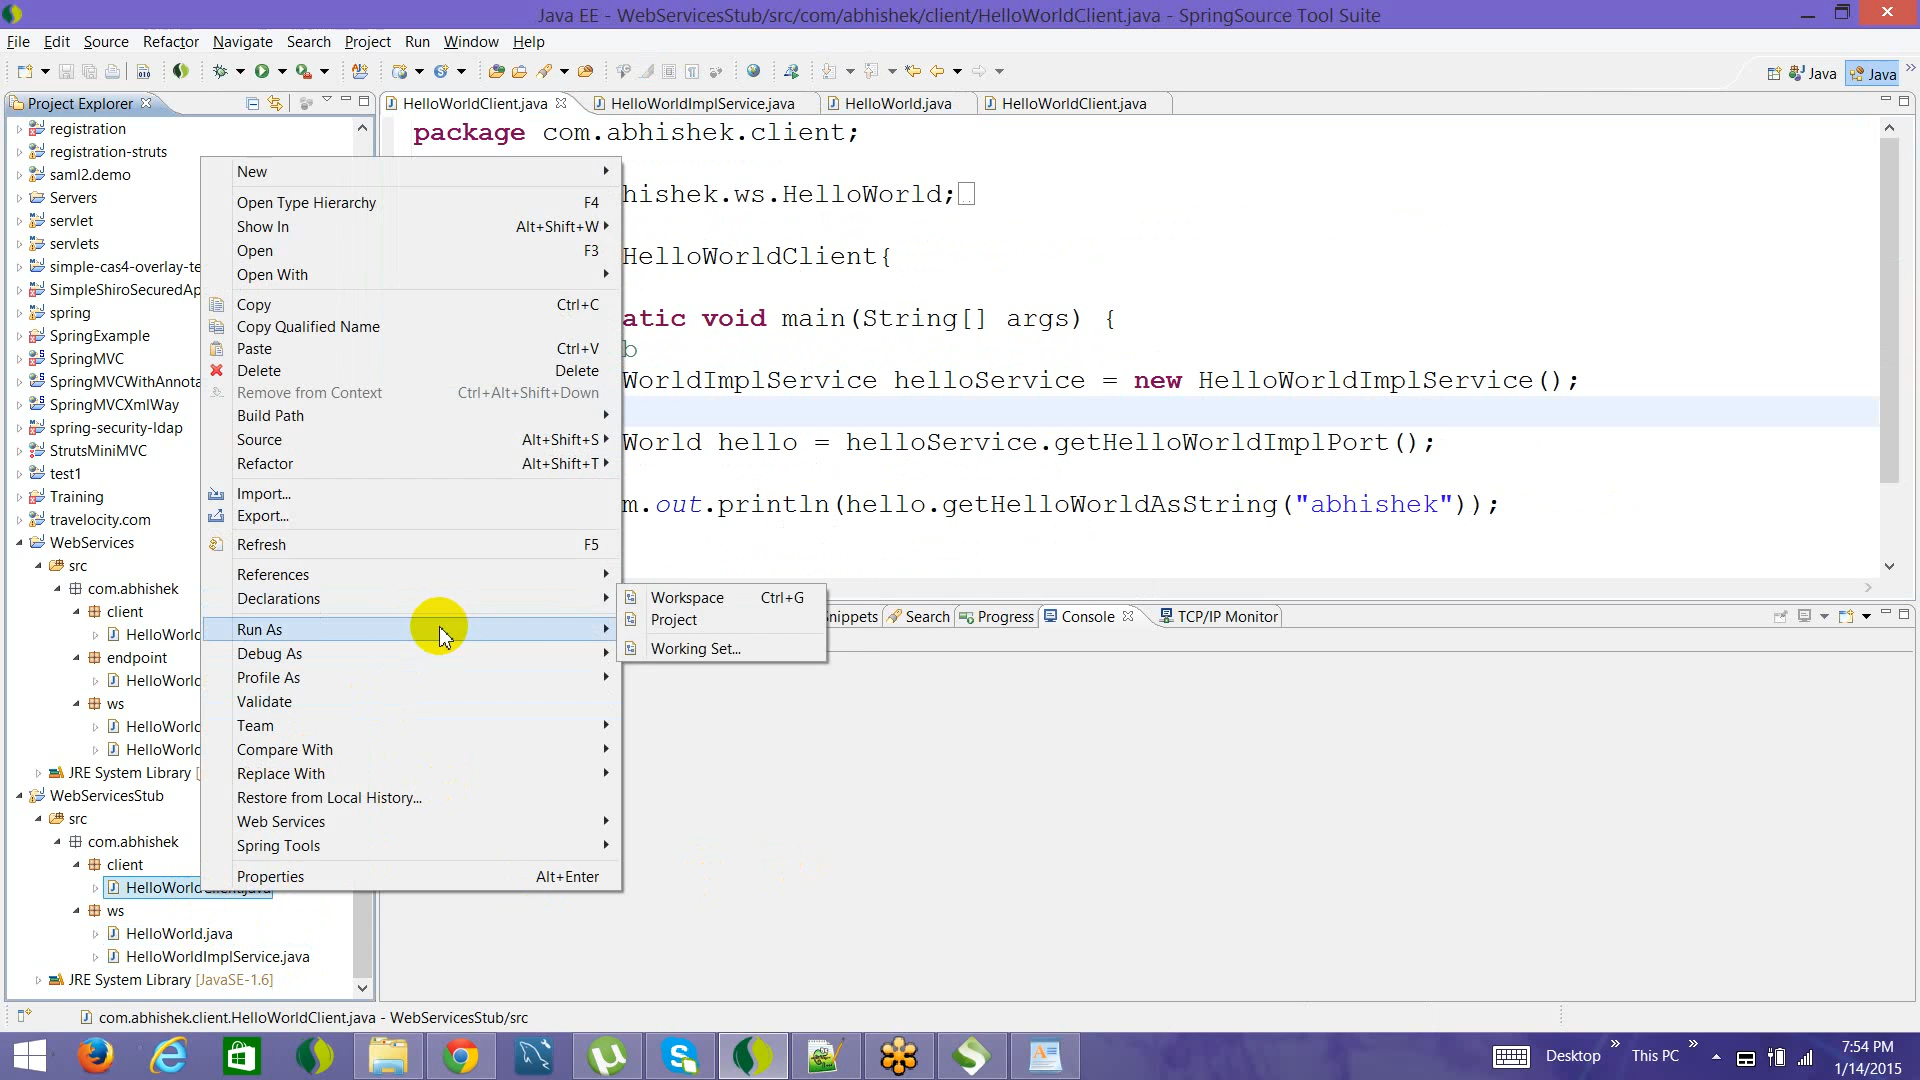 Java EE - WebServicesStub/src/com/abhishek/client/HelloWorldClient.java - SpringSource Tool Suite
File Edit Source Refactor Navigate Search Project Run Window Help
Java Java
Project Explorer
HelloWorldClient.java HelloWorldImplService.java HelloWorld.java HelloWorldClient.java
registration
registration-struts
saml2.demo
Servers
servlet
servlets
simple-cas4-overlay-te
SimpleShiroSecuredAp
spring
SpringExample
SpringMVC
SpringMVCWithAnnota
SpringMVCXmlWay
spring-security-ldap
StrutsMiniMVC
test1
Training
travelocity.com
WebServices
src
com.abhishek
client
HelloWorld
endpoint
HelloWorld
ws
HelloWorld
HelloWorld
JRE System Library [
WebServicesStub
src
com.abhishek
client
HelloWorldClient.java
ws
HelloWorld.java
HelloWorldImplService.java
JRE System Library [JavaSE-1.6]
New
Open Type Hierarchy F4
Show In Alt+Shift+W
Open F3
Open With
Copy Ctrl+C
Copy Qualified Name
Paste Ctrl+V
Delete Delete
Remove from Context Ctrl+Alt+Shift+Down
Build Path
Source Alt+Shift+S
Refactor Alt+Shift+T
Import...
Export...
Refresh F5
References
Declarations
Run As
Debug As
Profile As
Validate
Team
Compare With
Replace With
Restore from Local History...
Web Services
Spring Tools
Properties Alt+Enter
Workspace Ctrl+G
Project
Working Set...
package com.abhishek.client;
hishek.ws.HelloWorld;
HelloWorldClient{
atic void main(String[] args) {
b
WorldImplService helloService = new HelloWorldImplService();
World hello = helloService.getHelloWorldImplPort();
m.out.println(hello.getHelloWorldAsString("abhishek"));
nippets Search Progress Console TCP/IP Monitor
com.abhishek.client.HelloWorldClient.java - WebServicesStub/src
Desktop This PC
7:54 PM
1/14/2015